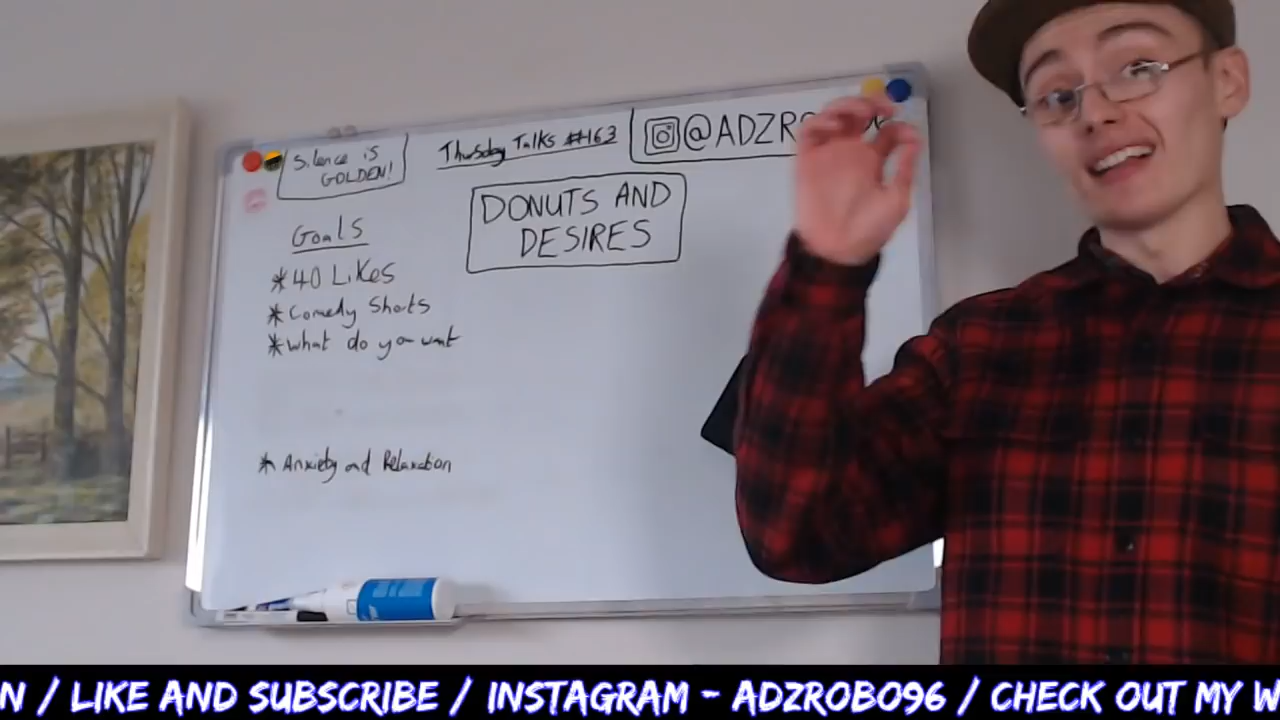 Silence is
GOLDEN!
Thursday Talks #163
@ADZRO
DONUTS AND
DESIRES
Goals
*40 Likes
*Comedy Shorts
*What do you want
* Anxiety and Relaxation
N / LIKE AND SUBSCRIBE / INSTAGRAM - ADZROBO96 / CHECK OUT MY W